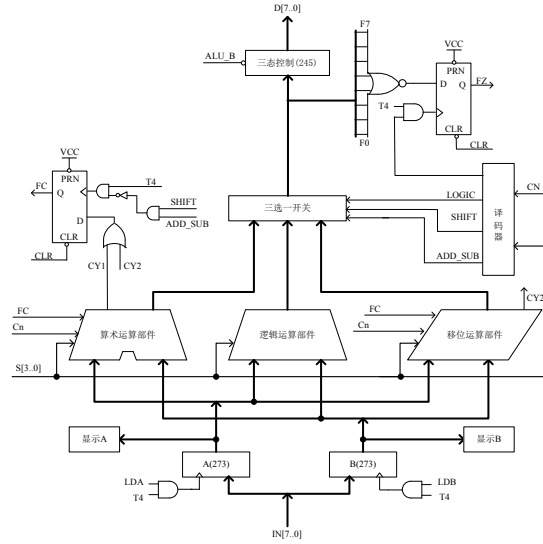 D[7..0]
ALU_B
三态控制(245)
F7
F0
VCC
PRN
D
Q
FZ
CLR
CLR
T4
VCC
PRN
FC
Q
D
CLR
CLR
T4
SHIFT
ADD_SUB
CY1
CY2
三选一开关
LOGIC
SHIFT
ADD_SUB
译码器
CN
CY2
FC
Cn
算术运算部件
逻辑运算部件
FC
Cn
移位运算部件
S[3..0]
显示A
显示B
A(273)
B(273)
LDA
T4
LDB
T4
IN[7..0]